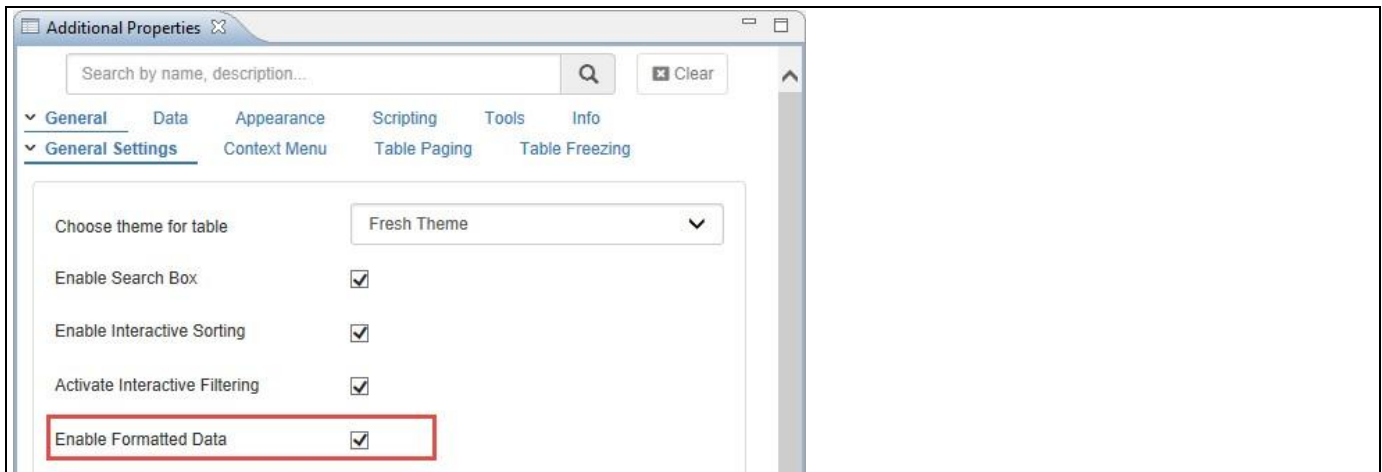 Additional Properties
Search by name, description... Clear
General Data Appearance Scripting Tools Info
General Settings Context Menu Table Paging Table Freezing
Choose theme for table Fresh Theme
Enable Search Box
Enable Interactive Sorting
Activate Interactive Filtering
Enable Formatted Data